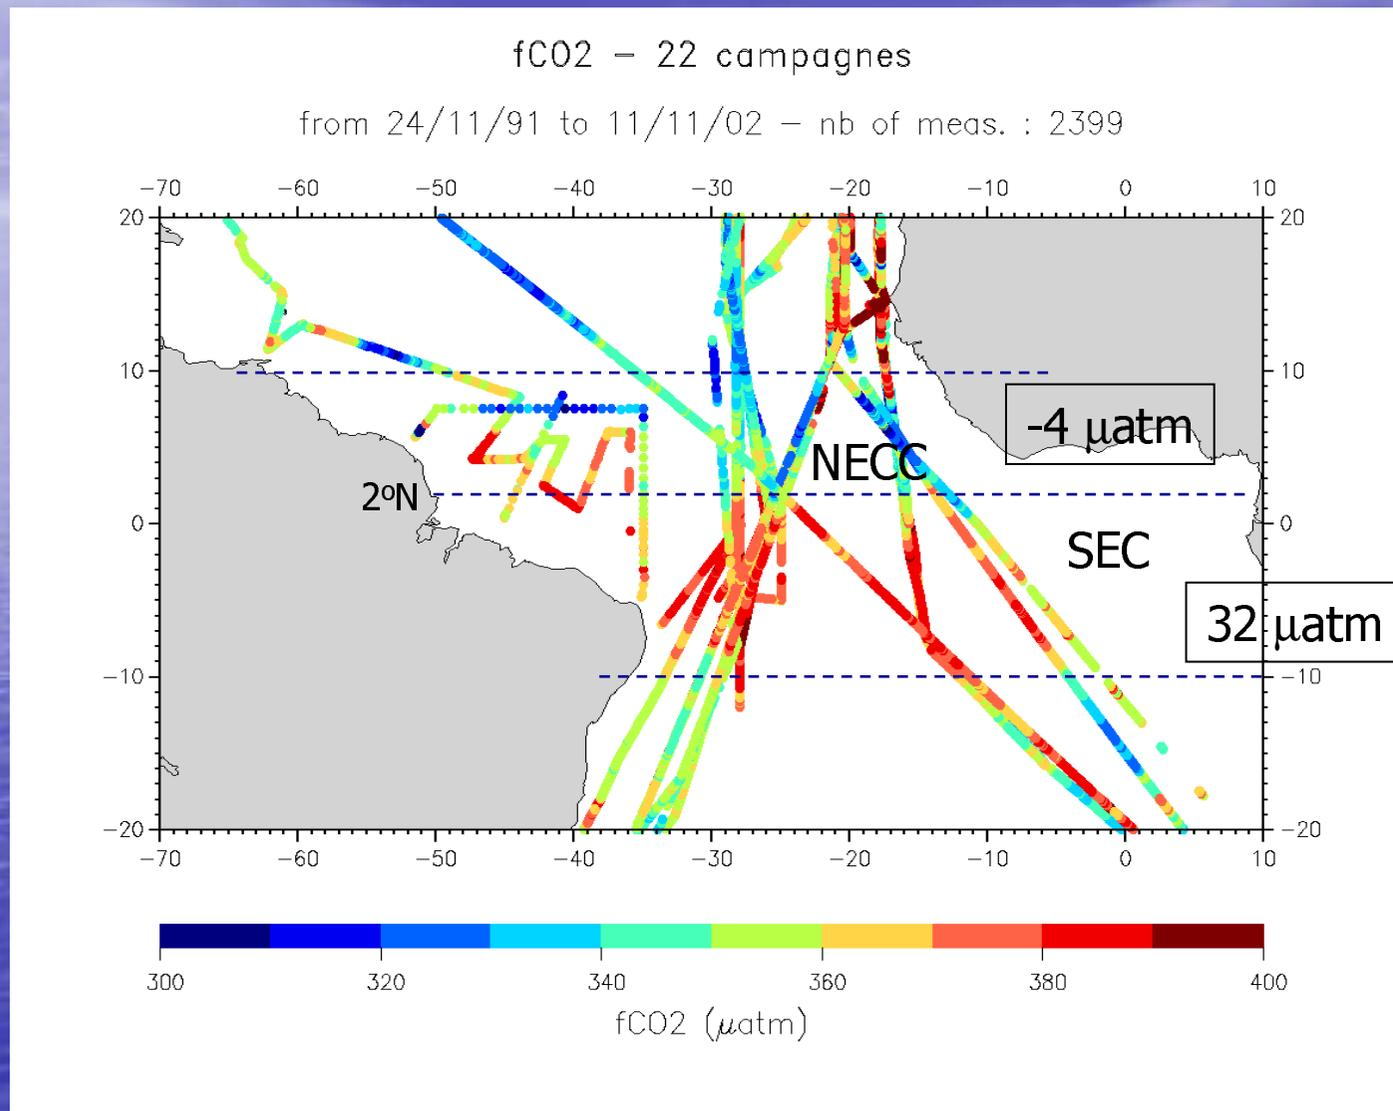 fCO2 – 22 campagnes
from 24/11/91 to 11/11/02 – nb of meas. : 2399
-70 -60 -50 -40 -30 -20 -10 0 10
20 20
10 10
-4 µatm
NECC
2ºN
0 0
SEC
32 µatm
-10 -10
-20 -20
-70 -60 -50 -40 -30 -20 -10 0 10
300 320 340 360 380 400
fCO2 (µatm)